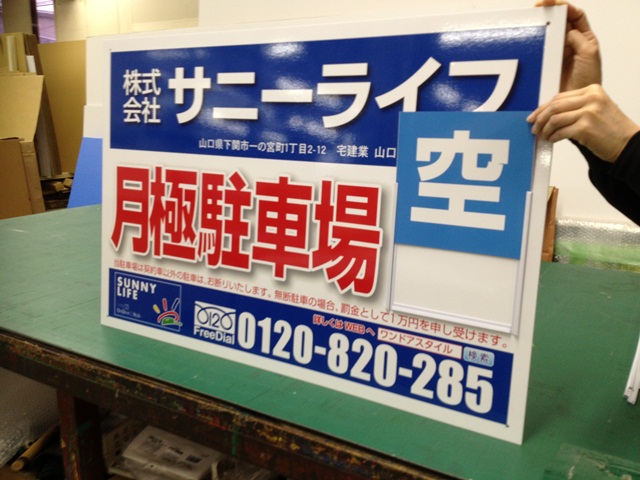 株式会社 サニーライフ
山口県下関市一の宮町1丁目2-12 宅建業 山口
空
月極駐車場
当駐車場は契約車以外の駐車は、お断りいたします。無断駐車の場合、罰金として1万円を申し受けます。
SUNNY LIFE
0120
FreeDial
詳しくはWEBへ ワンドアスタイル 検索
0120-820-285